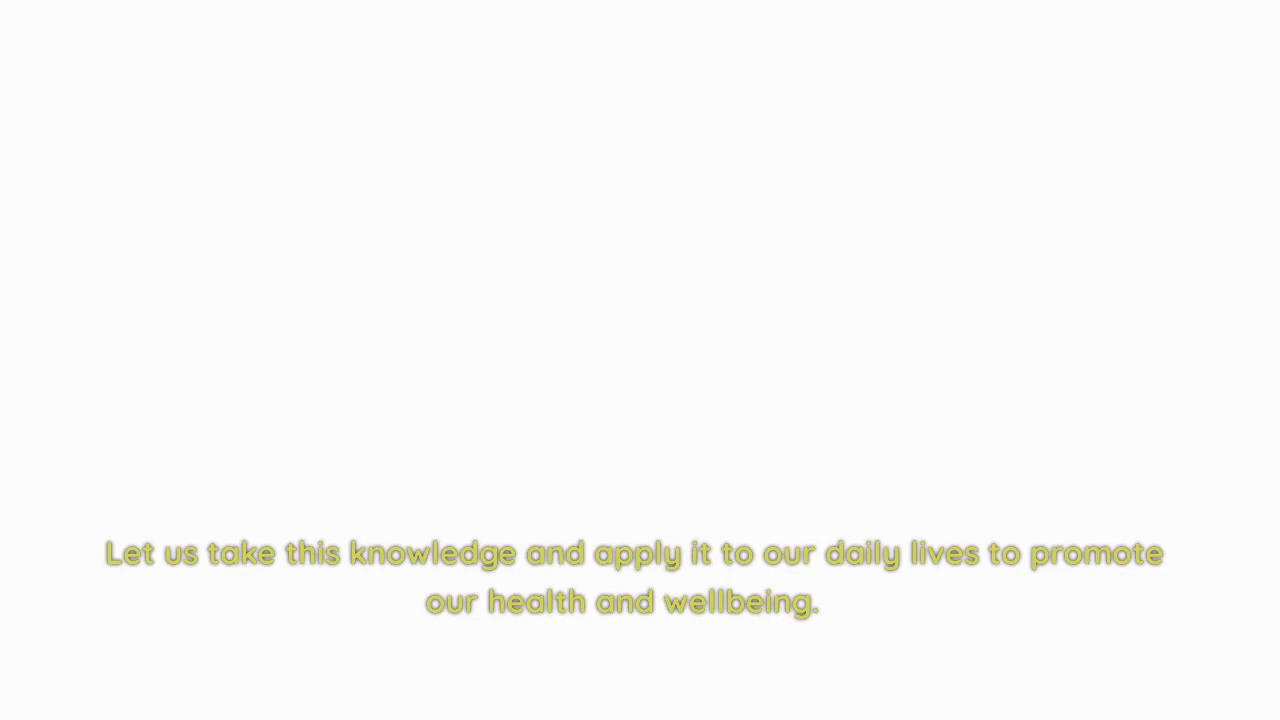 Let us take this knowledge and apply it to our daily lives to promote
our health and wellbeing.